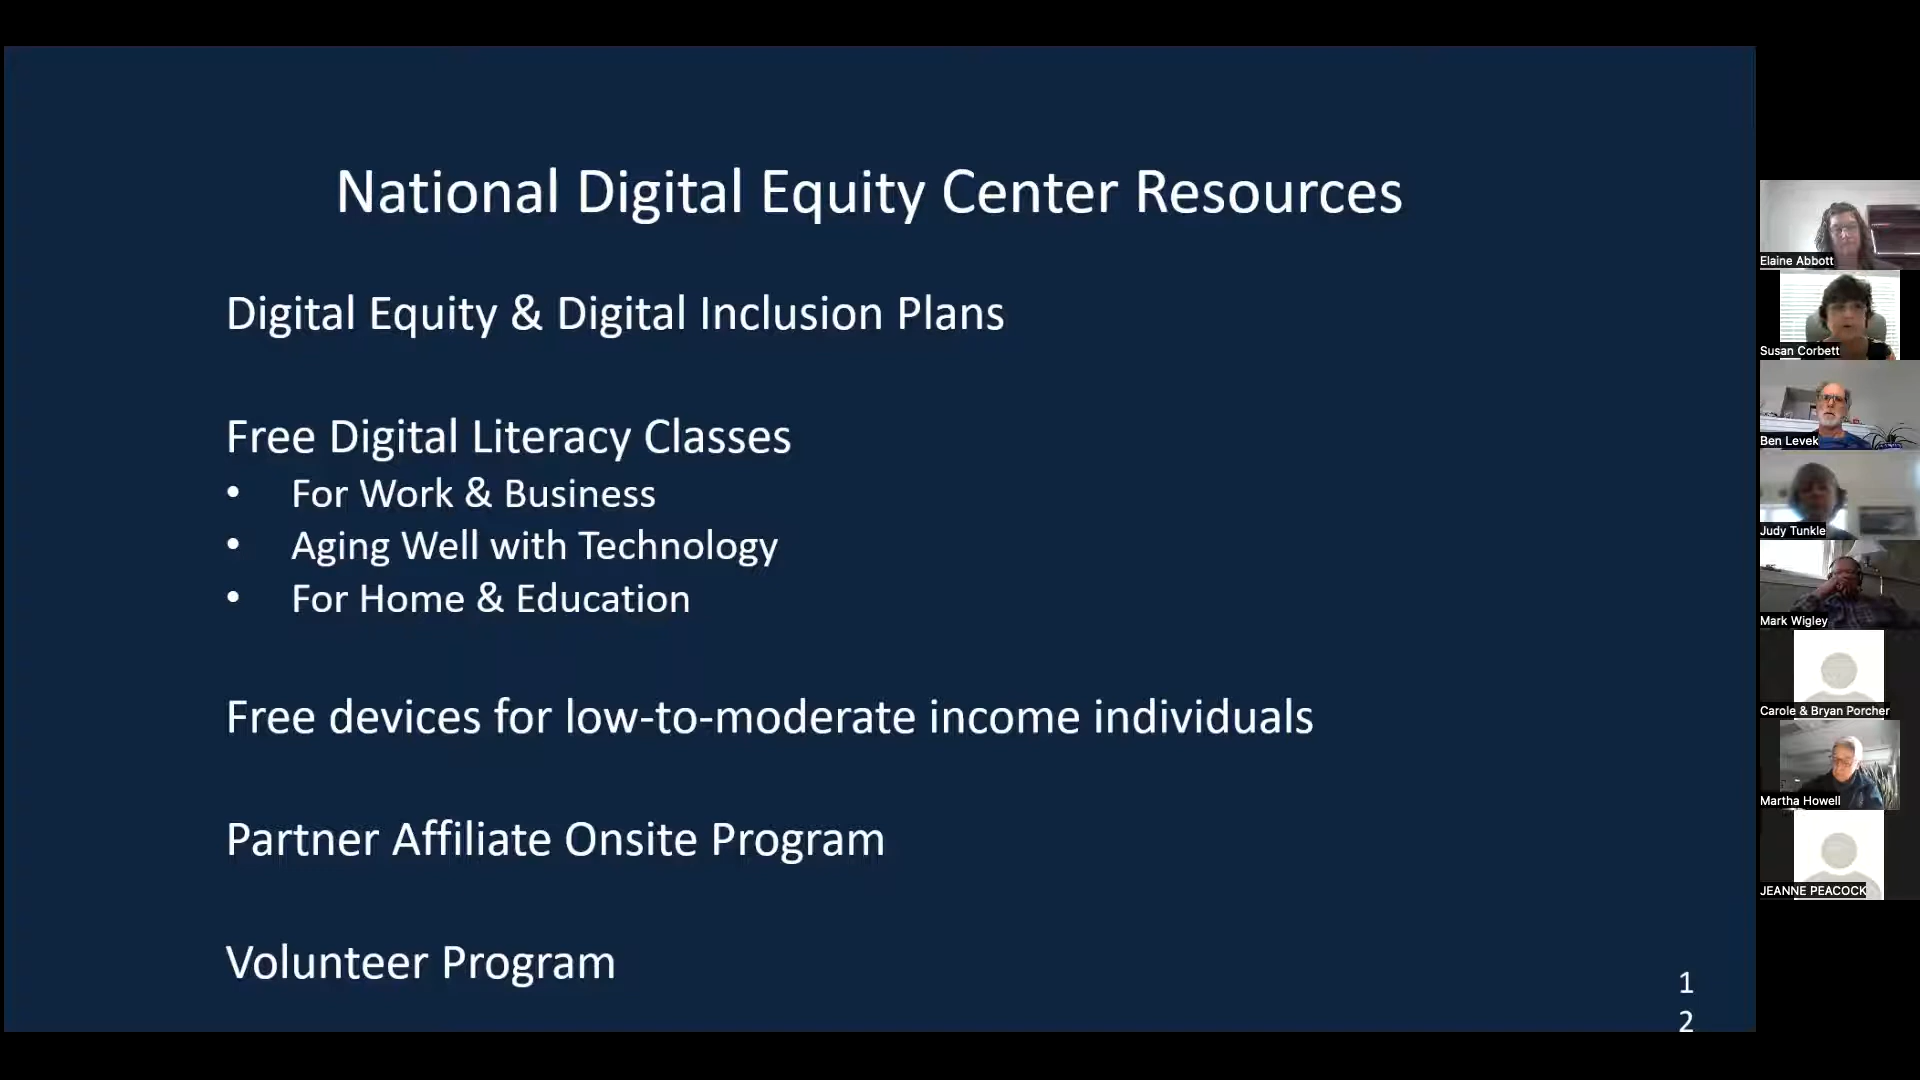 National Digital Equity Center Resources
Digital Equity & Digital Inclusion Plans
Free Digital Literacy Classes
• For Work & Business
• Aging Well with Technology
• For Home & Education
Free devices for low-to-moderate income individuals
Partner Affiliate Onsite Program
Volunteer Program
1
2
Elaine Abbott
Susan Corbett
Ben Levek
Judy Tunkle
Mark Wigley
Carole & Bryan Porcher
Martha Howell
JEANNE PEACOCK